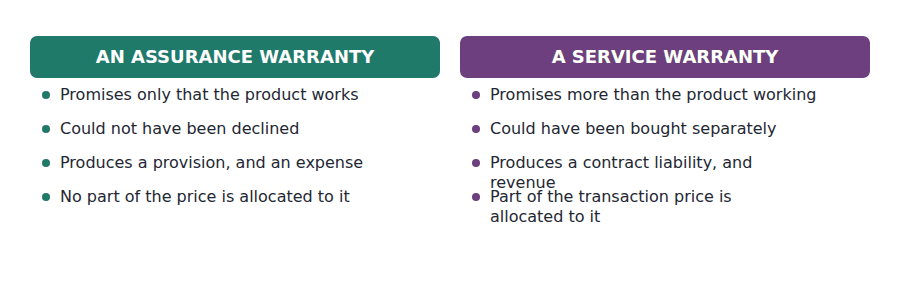 AN ASSURANCE WARRANTY
Promises only that the product works
Could not have been declined
Produces a provision, and an expense
No part of the price is allocated to it
A SERVICE WARRANTY
Promises more than the product working
Could have been bought separately
Produces a contract liability, and
revenue
Part of the transaction price is
allocated to it